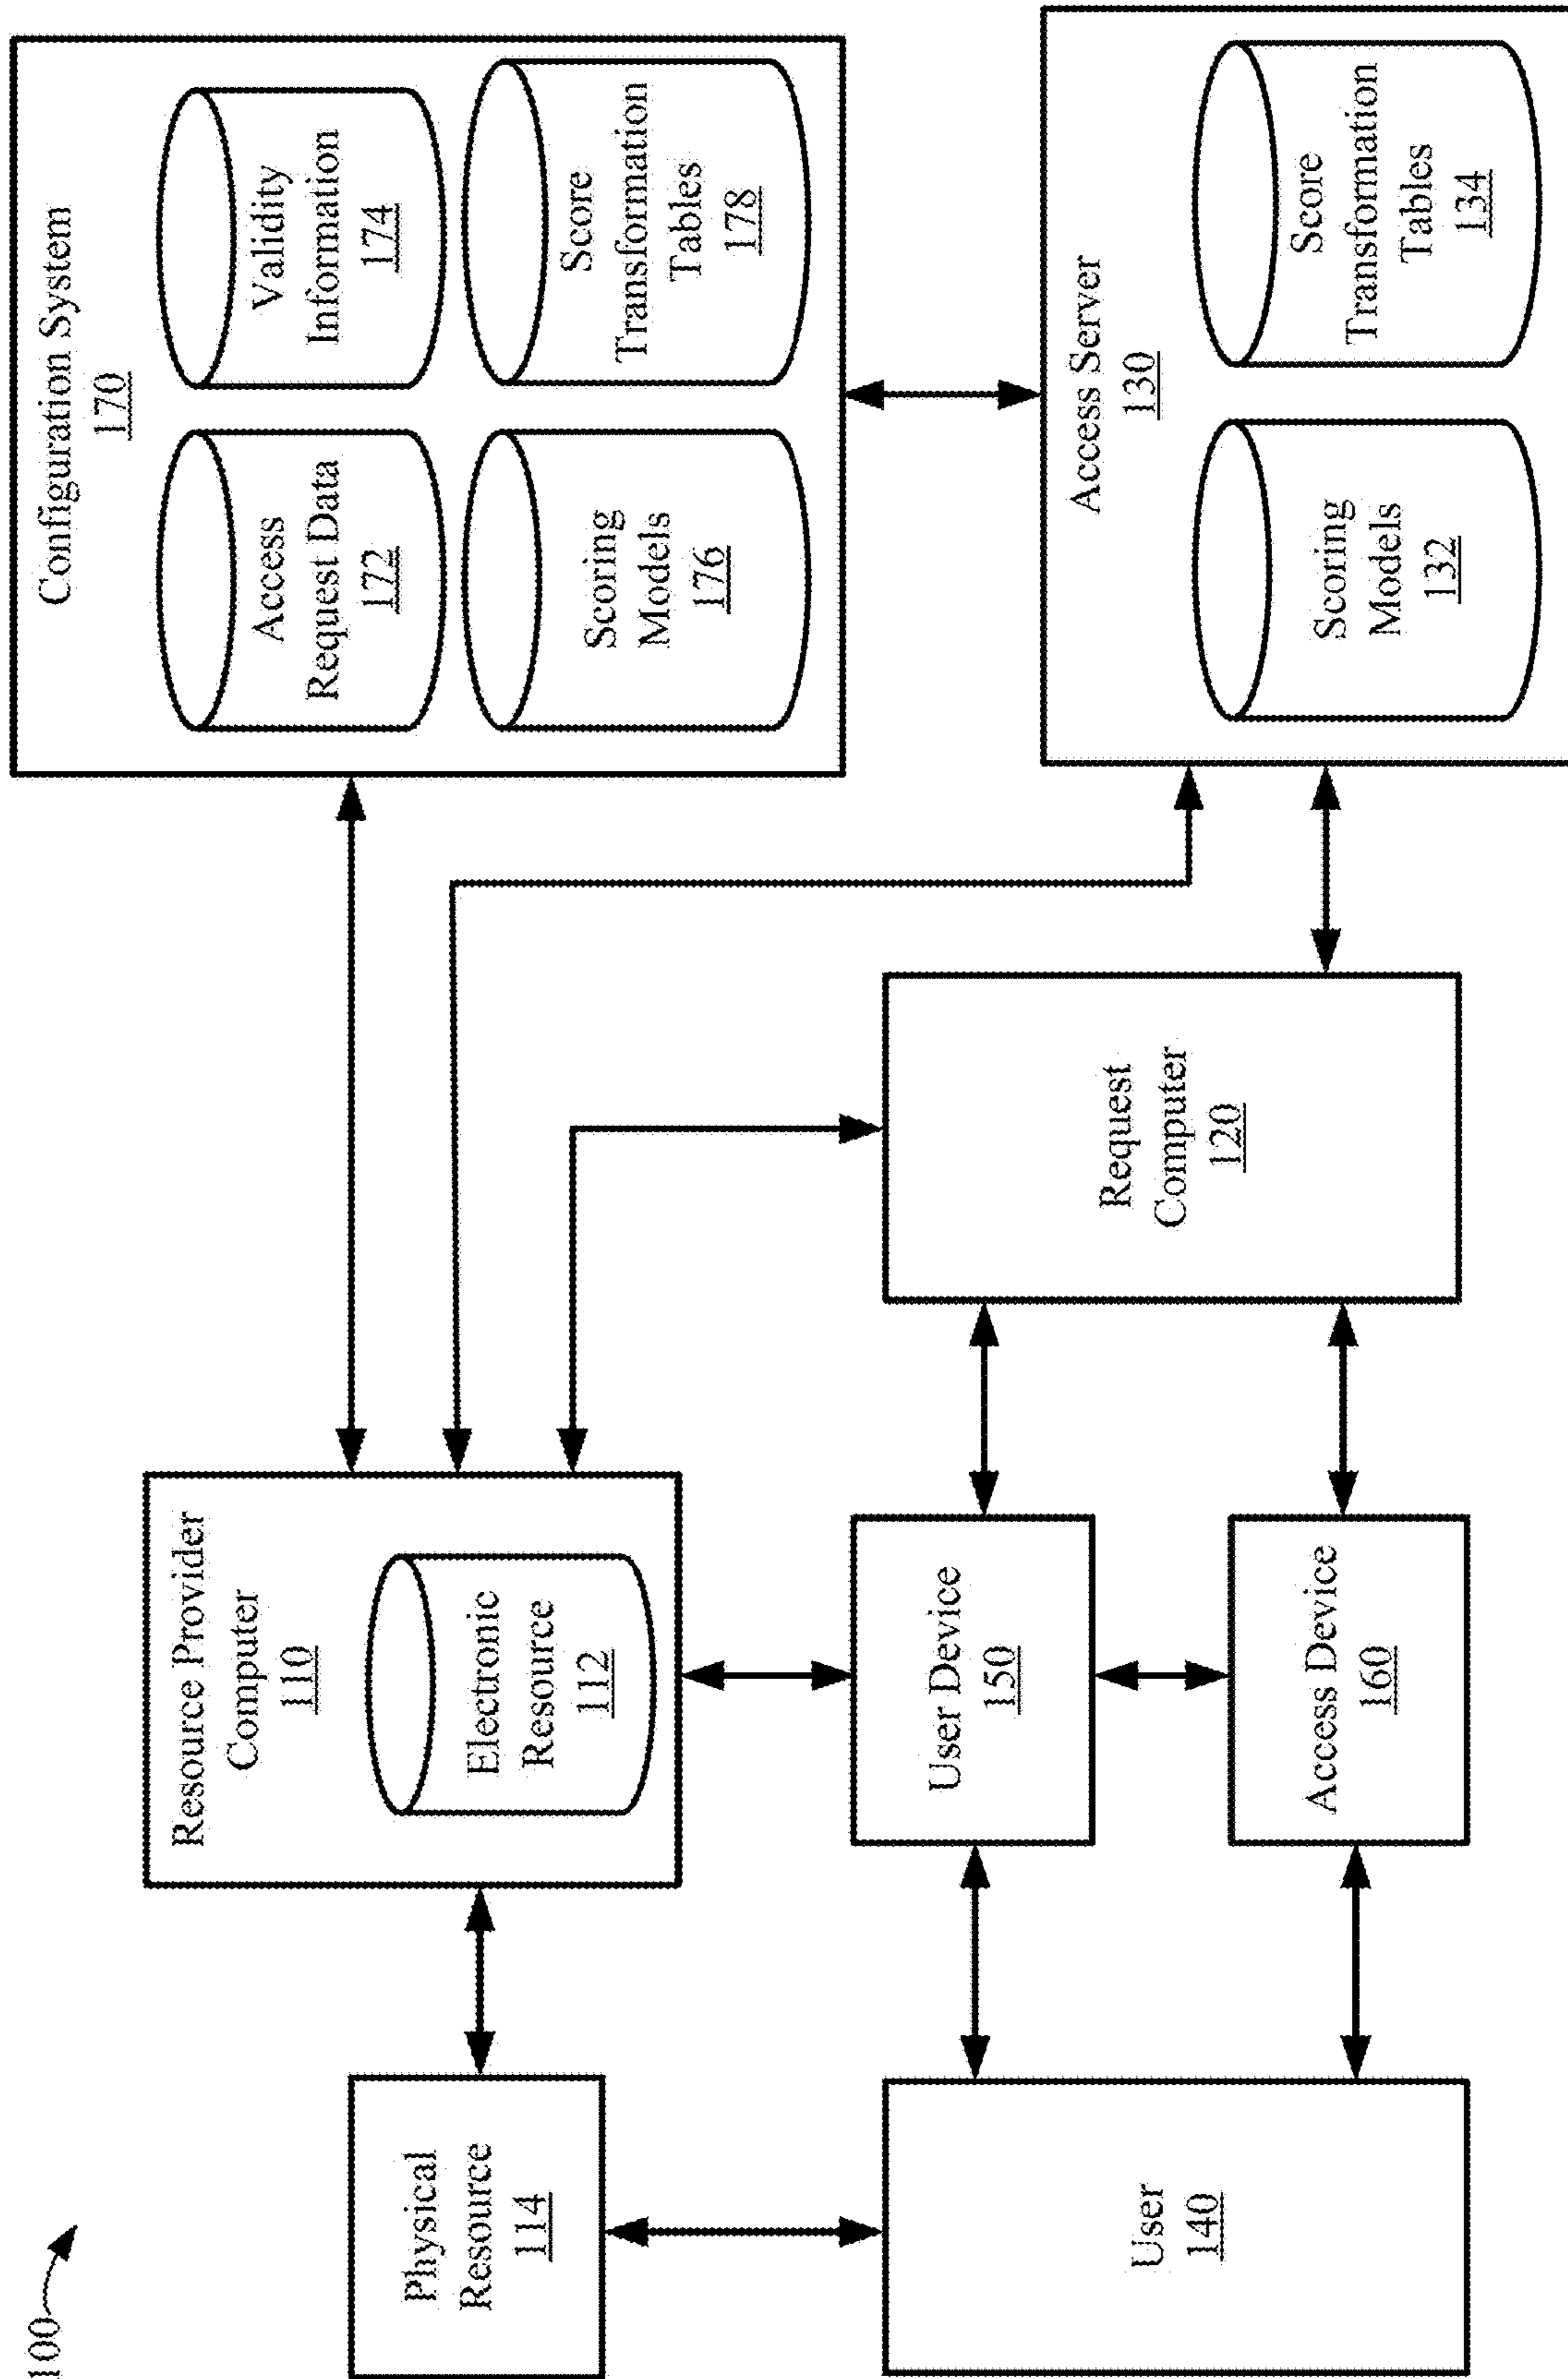 100
Physical
Resource
114
Resource Provider
Computer
110
Electronic
Resource
112
Configuration System
170
Access
Request Data
172
Validity
Information
174
Scoring
Models
176
Score
Transformation
Tables
178
User
140
User Device
150
Access Device
160
Request
Computer
120
Access Server
130
Scoring
Models
132
Score
Transformation
Tables
134